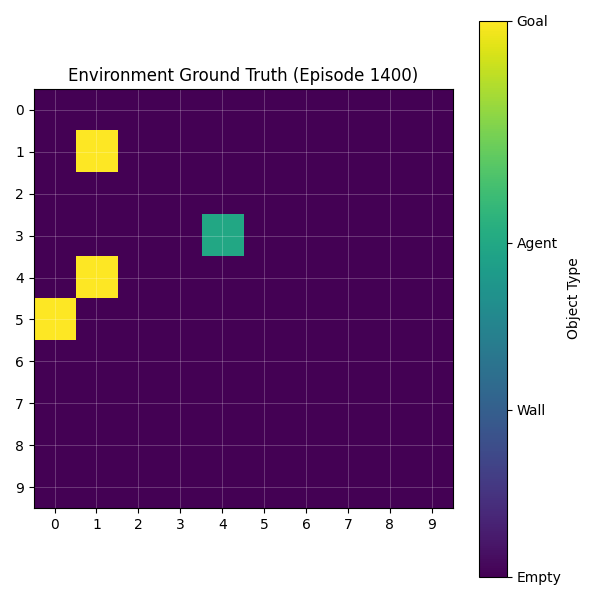 Environment Ground Truth (Episode 1400)
0
1
2
3
4
5
6
7
8
9
0 1 2 3 4 5 6 7 8 9
Goal
Agent
Wall
Empty
Object Type